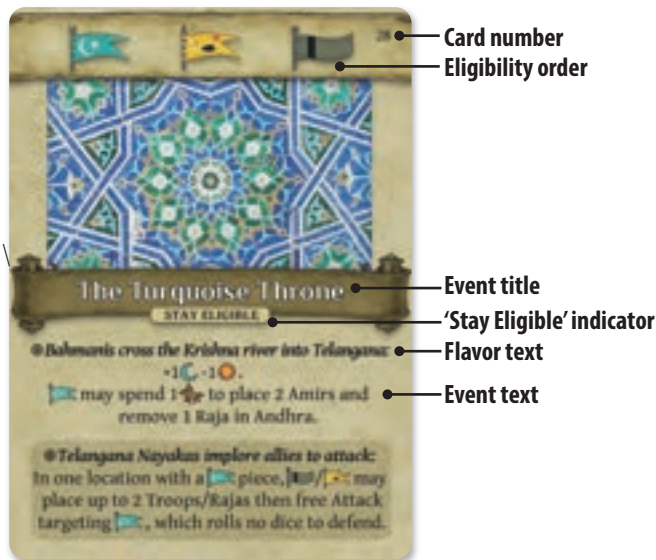 28
Card number
Eligibility order
The Turquoise Throne
Event title
STAY ELIGIBLE
'Stay Eligible' indicator
Bahmanis cross the Krishna river into Telangana:
Flavor text
+1 -1 .
may spend 1 to place 2 Amirs and
Event text
remove 1 Raja in Andhra.
Telangana Nayakas implore allies to attack:
In one location with a piece, / may
place up to 2 Troops/Rajas then free Attack
targeting , which rolls no dice to defend.